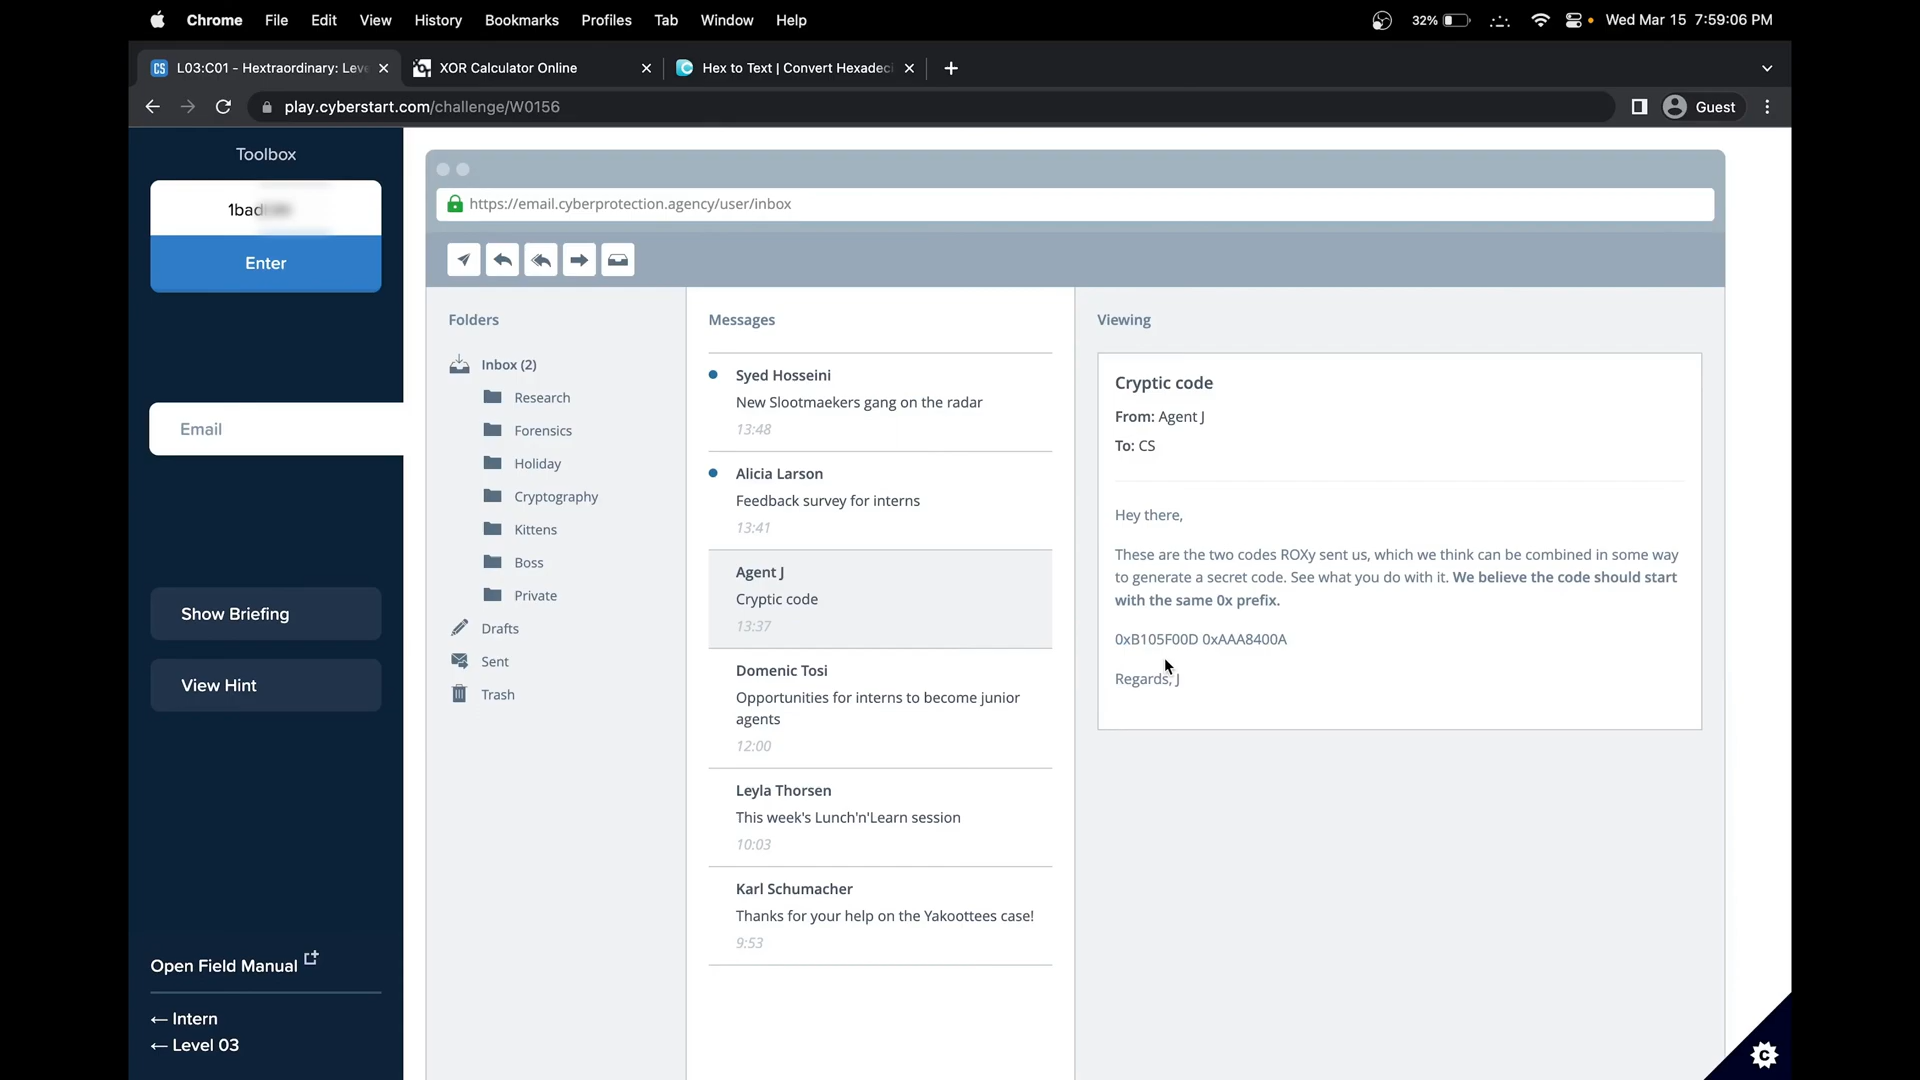 Chrome File Edit View History Bookmarks Profiles Tab Window Help 32% Wed Mar 15 7:59:06 PM
CS L03:C01 - Hextraordinary: Leve XOR Calculator Online Hex to Text | Convert Hexadeci
play.cyberstart.com/challenge/W0156 Guest
Toolbox
1bad
Enter
Email
Show Briefing
View Hint
Open Field Manual
← Intern
← Level 03
https://email.cyberprotection.agency/user/inbox
Folders
Inbox (2)
Research
Forensics
Holiday
Cryptography
Kittens
Boss
Private
Drafts
Sent
Trash
Messages
Syed Hosseini
New Slootmaekers gang on the radar
13:48
Alicia Larson
Feedback survey for interns
13:41
Agent J
Cryptic code
13:37
Domenic Tosi
Opportunities for interns to become junior
agents
12:00
Leyla Thorsen
This week's Lunch'n'Learn session
10:03
Karl Schumacher
Thanks for your help on the Yakoottees case!
9:53
Viewing
Cryptic code
From: Agent J
To: CS
Hey there,
These are the two codes ROXy sent us, which we think can be combined in some way
to generate a secret code. See what you do with it. We believe the code should start
with the same 0x prefix.
0xB105F00D 0xAAA8400A
Regards, J
C